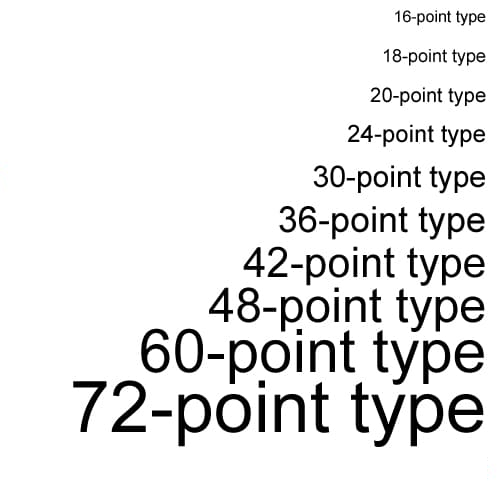 16-point type
18-point type
20-point type
24-point type
30-point type
36-point type
42-point type
48-point type
60-point type
72-point type